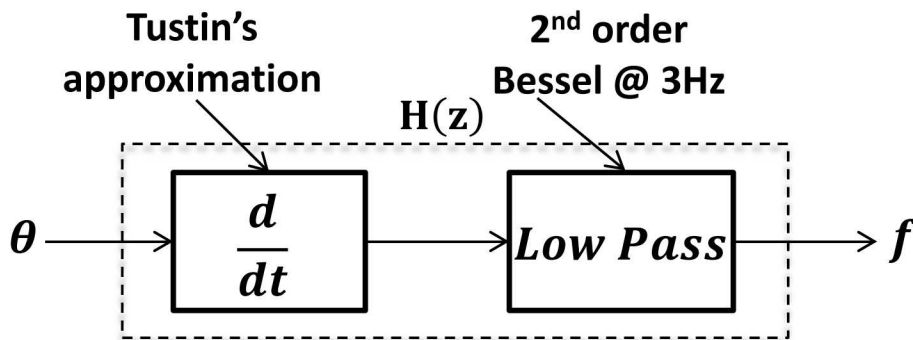 Tustin's
approximation
2nd order
Bessel @ 3Hz
H(z)
θ
d
dt
Low Pass
f